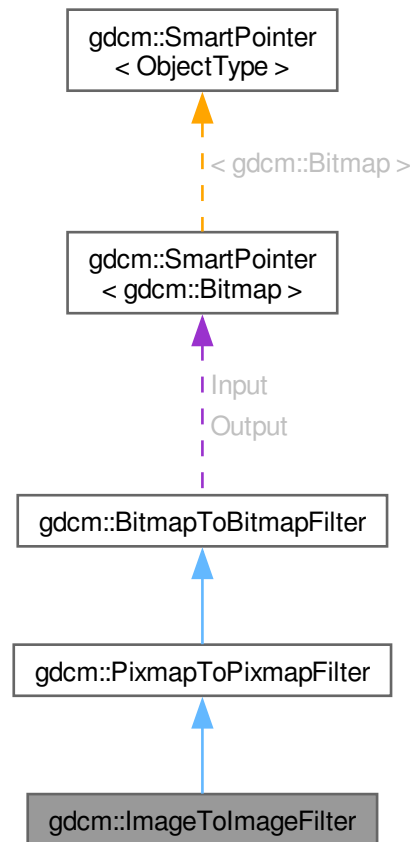 gdcm::SmartPointer
< ObjectType >
< gdcm::Bitmap >
gdcm::SmartPointer
< gdcm::Bitmap >
Input
Output
gdcm::BitmapToBitmapFilter
gdcm::PixmapToPixmapFilter
gdcm::ImageToImageFilter